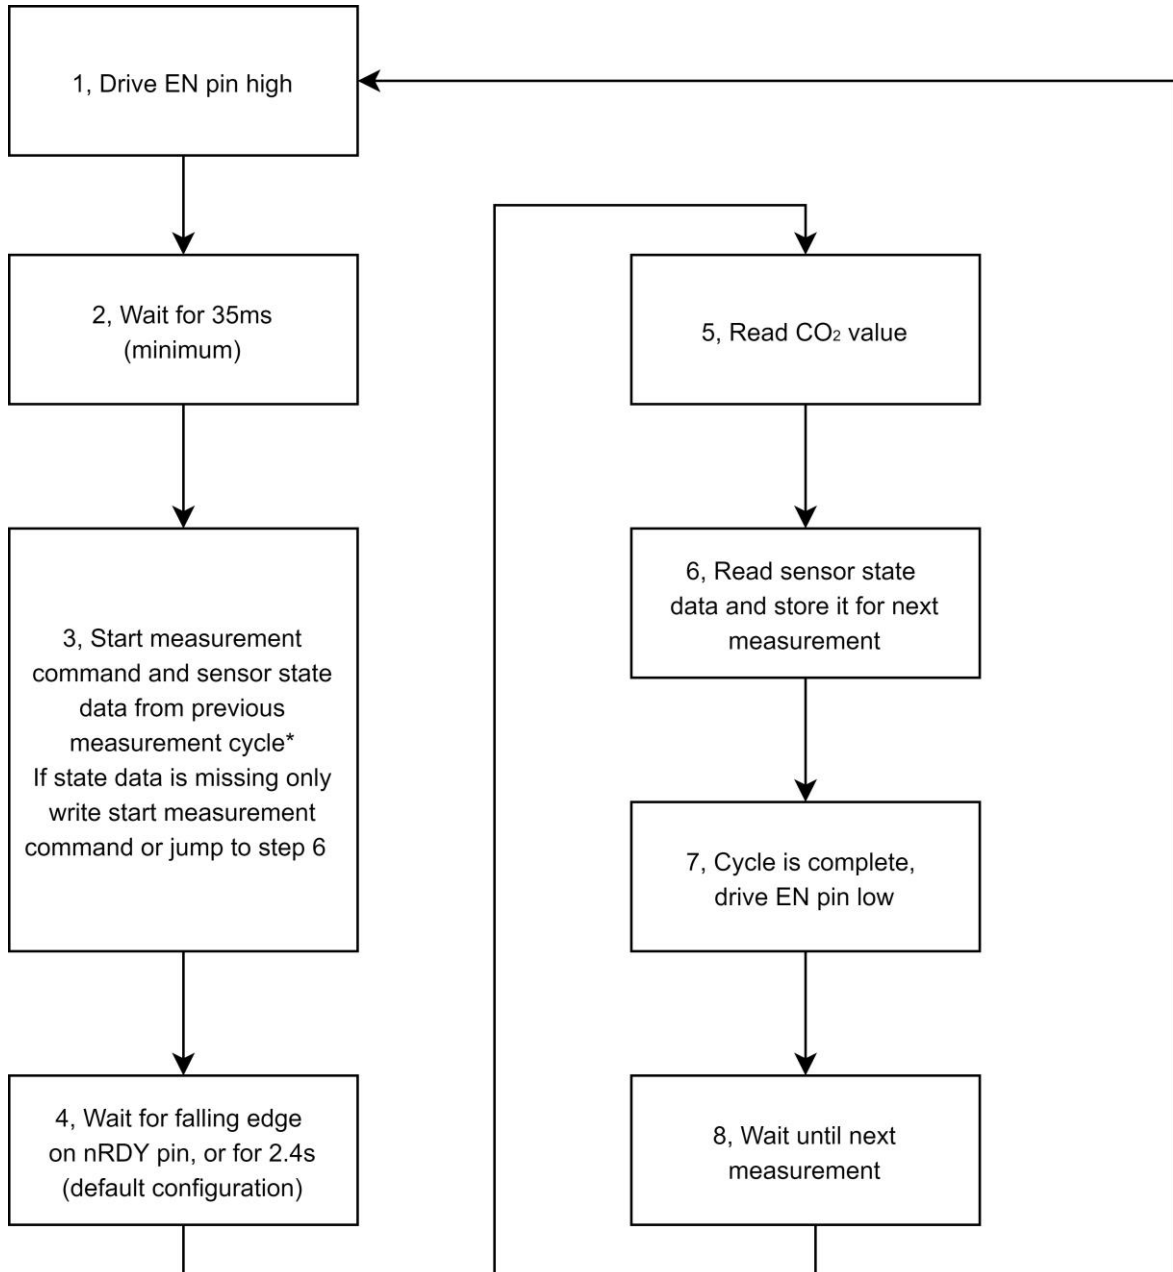 1, Drive EN pin high
2, Wait for 35ms
(minimum)
3, Start measurement
command and sensor state
data from previous
measurement cycle*
If state data is missing only
write start measurement
command or jump to step 6
4, Wait for falling edge
on nRDY pin, or for 2.4s
(default configuration)
5, Read CO₂ value
6, Read sensor state
data and store it for next
measurement
7, Cycle is complete,
drive EN pin low
8, Wait until next
measurement